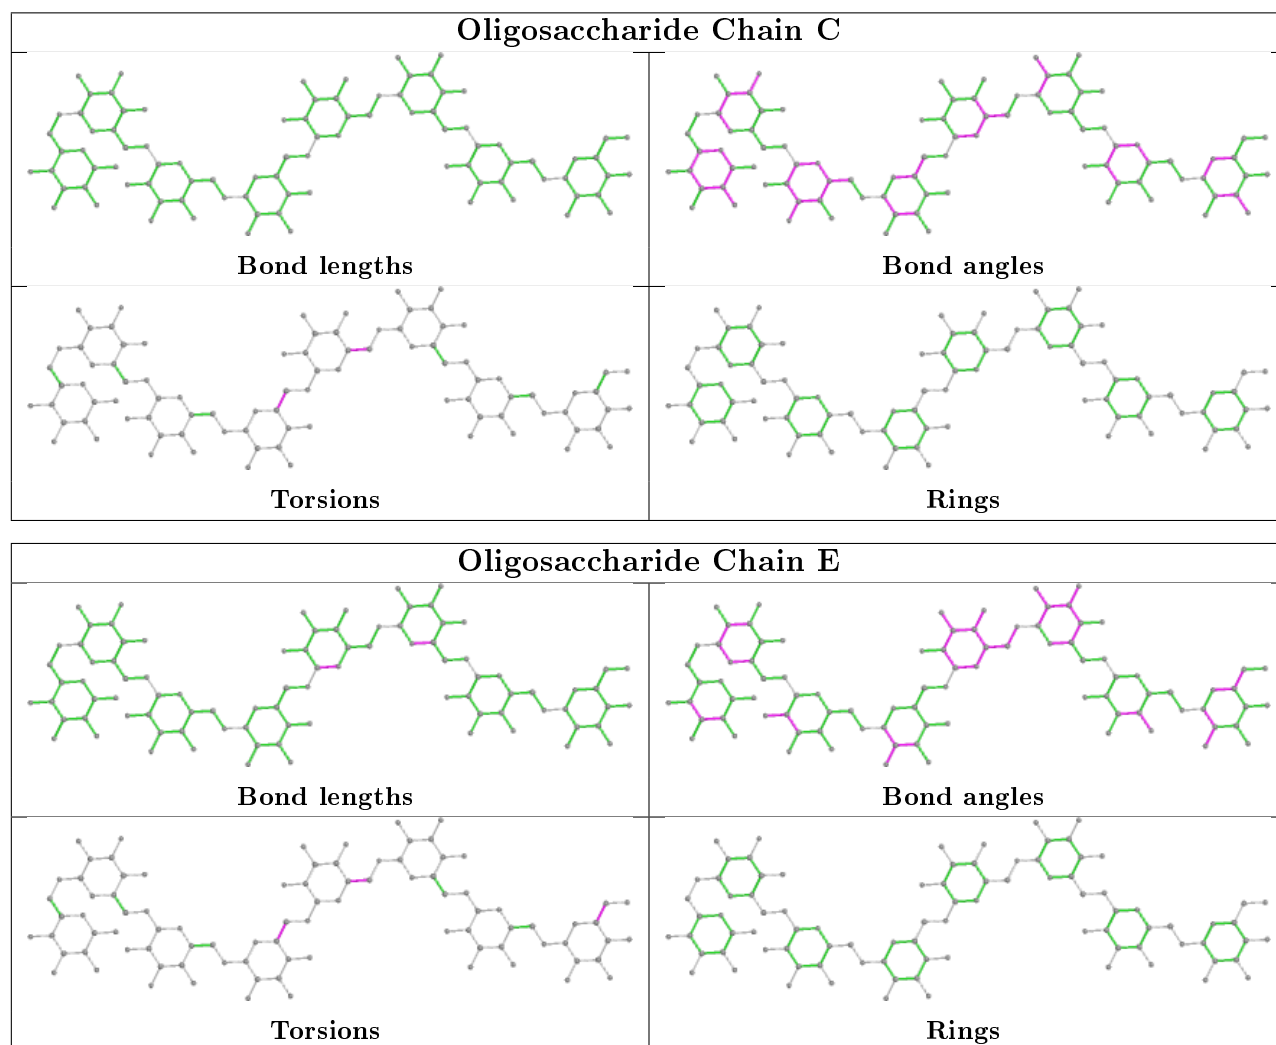 Oligosaccharide Chain C
Bond lengths
Bond angles
Torsions
Rings
Oligosaccharide Chain E
Bond lengths
Bond angles
Torsions
Rings